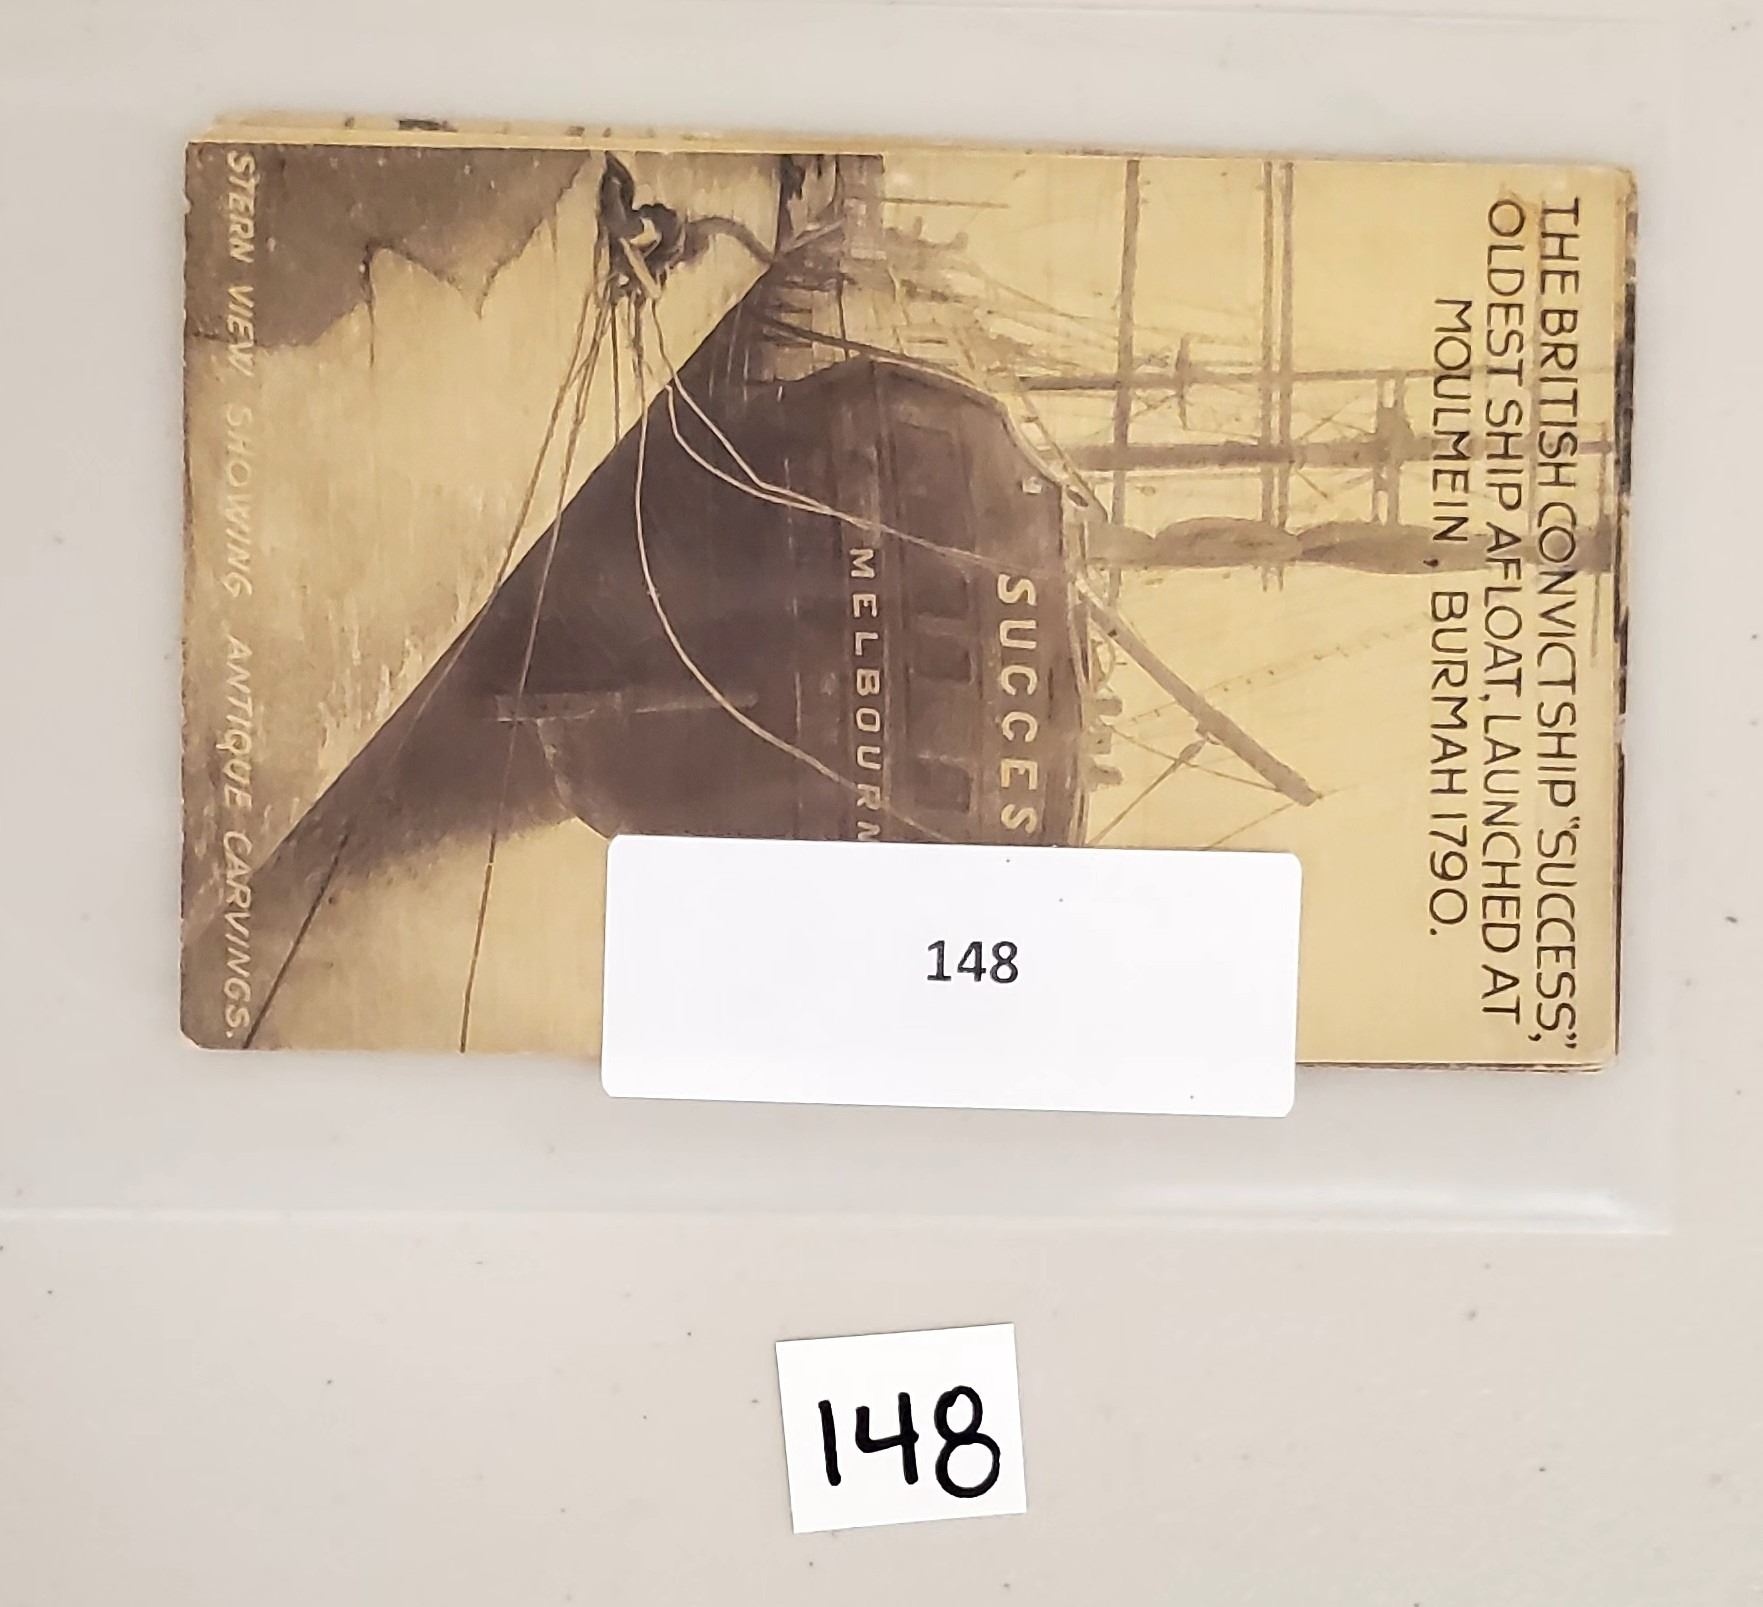 THE BRITISH CONVICT SHIP "SUCCESS",
OLDEST SHIP AFLOAT, LAUNCHED AT
MOULMEIN, BURMAH 1790.
SUCCES
MELBOURN
STERN VIEW, SHOWING ANTIQUE CARVINGS.
148
148